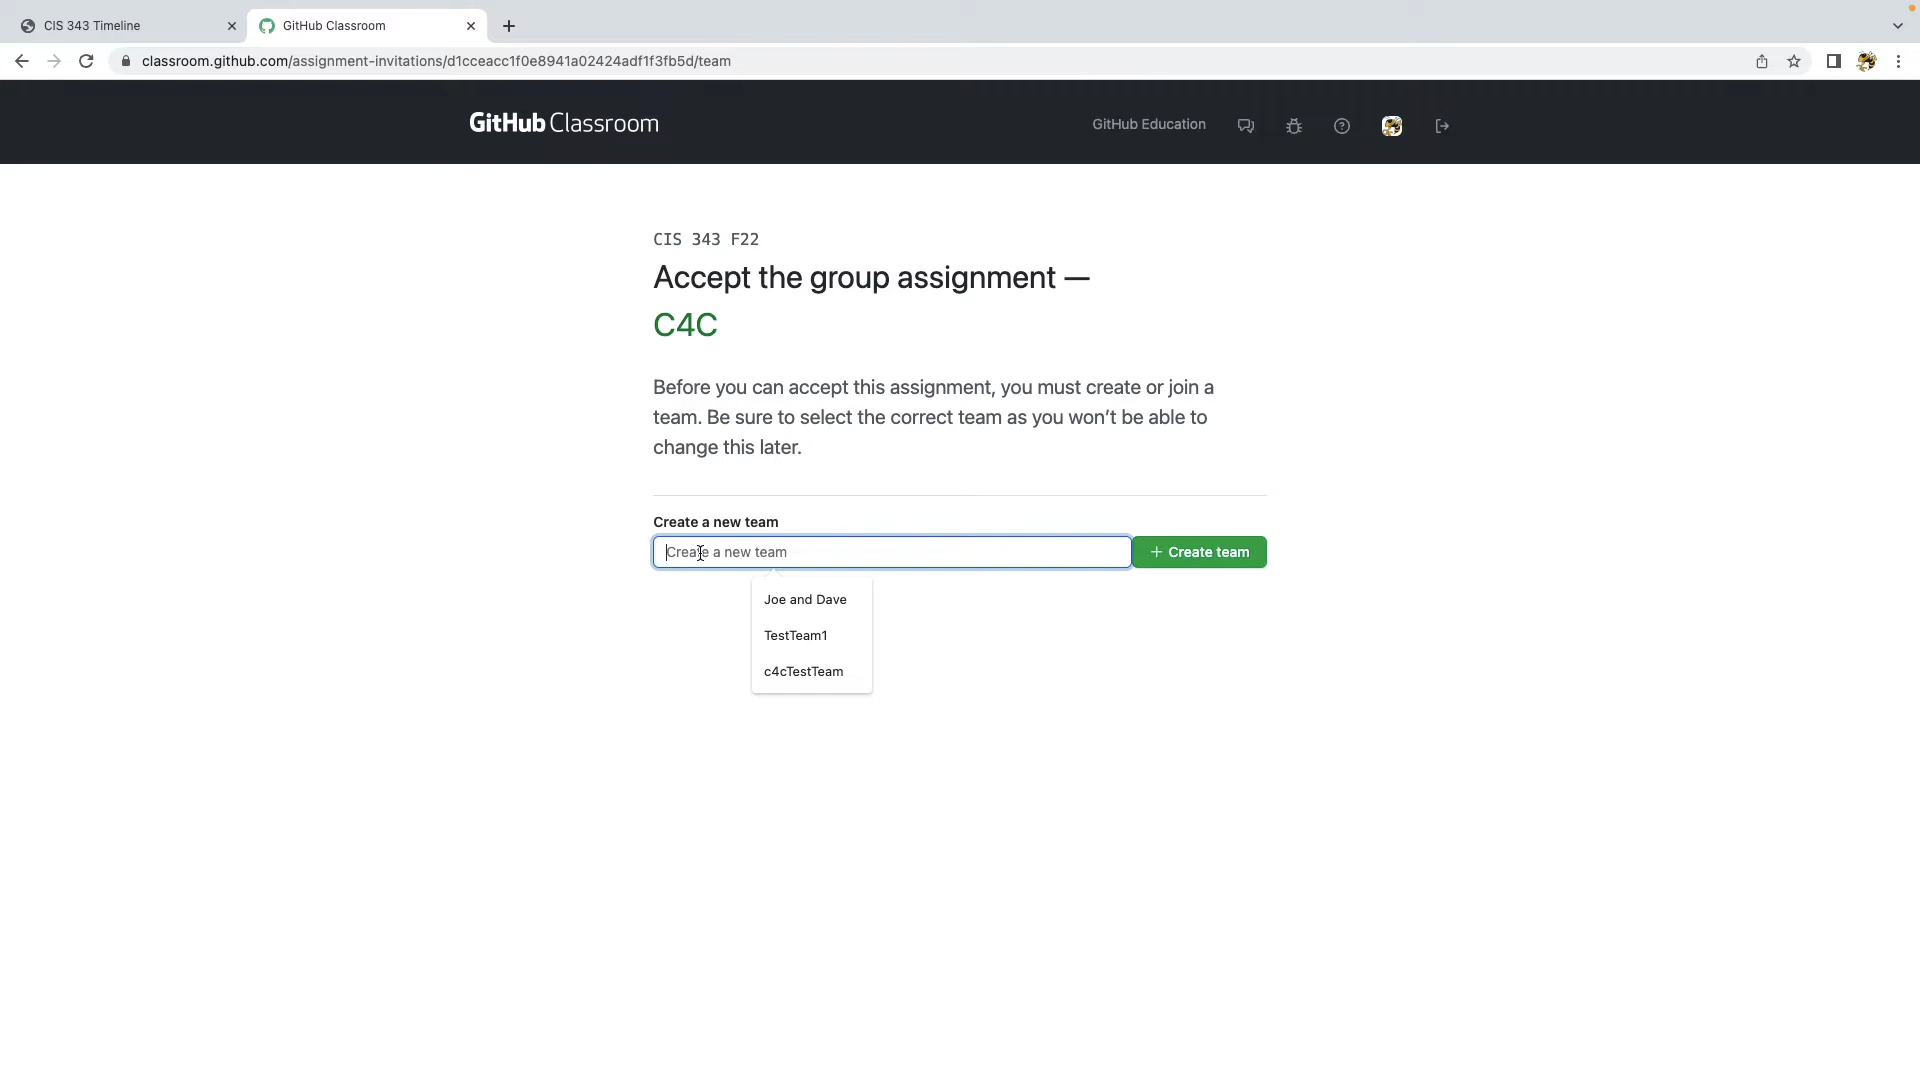 CIS 343 Timeline
GitHub Classroom
classroom.github.com/assignment-invitations/d1cceacc1f0e8941a02424adf1f3fb5d/team
GitHub Classroom
GitHub Education
CIS 343 F22
Accept the group assignment —
C4C
Before you can accept this assignment, you must create or join a
team. Be sure to select the correct team as you won’t be able to
change this later.
Create a new team
Create a new team
Create team
Joe and Dave
TestTeam1
c4cTestTeam